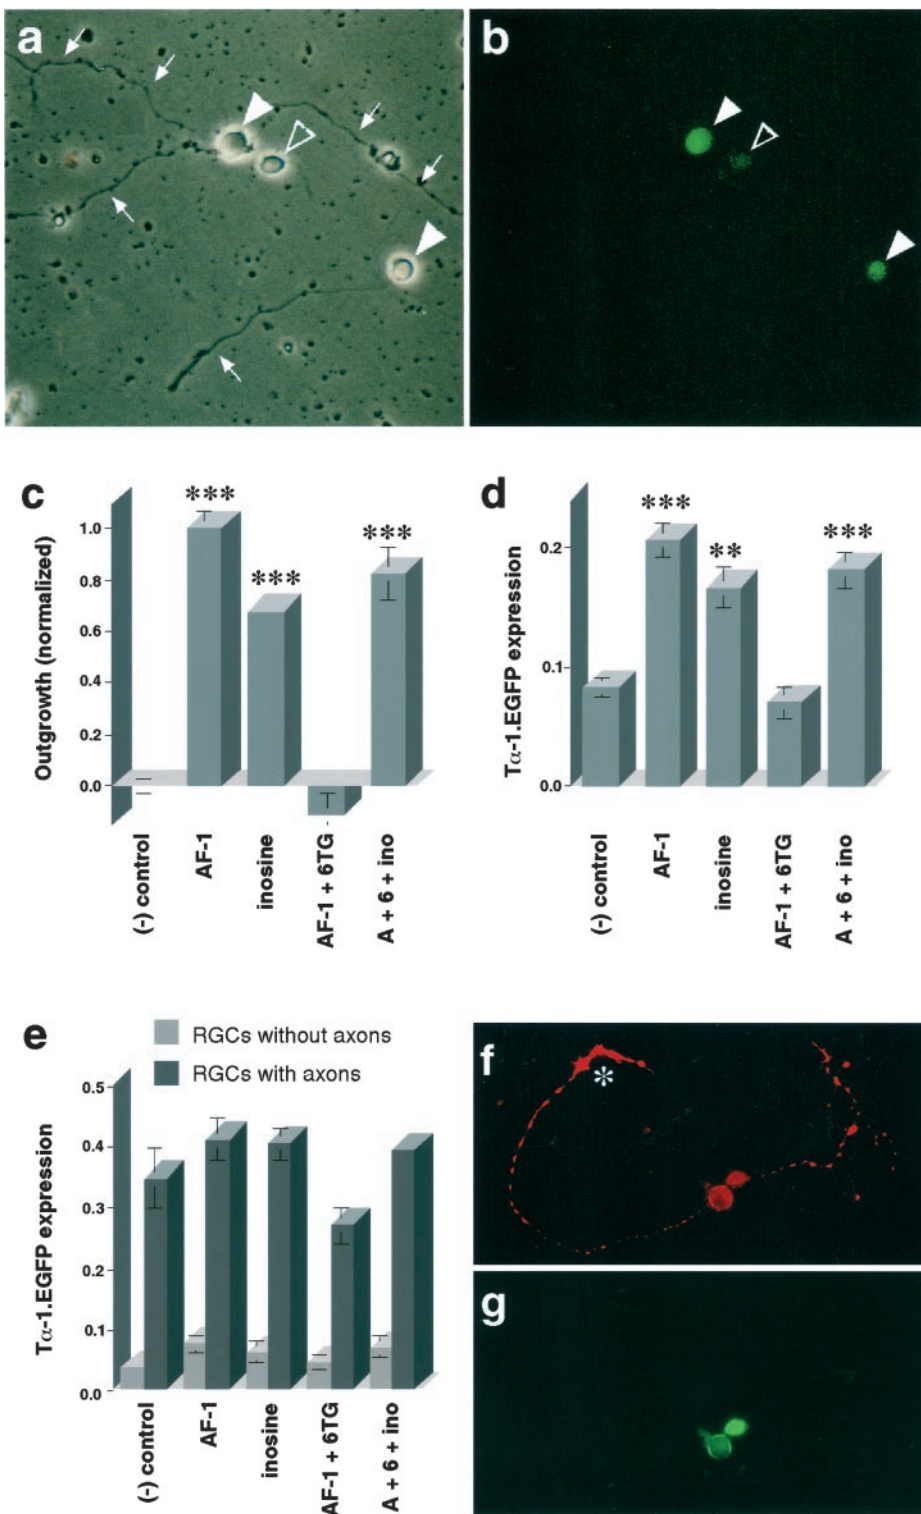 a
b
c
Outgrowth (normalized)
1.0
0.8
0.6
0.4
0.2
0.0
***
***
***
(-) control
AF-1
inosine
AF-1 + 6TG
A + 6 + ino
d
Tα-1.EGFP expression
0.2
0.1
0.0
***
**
***
(-) control
AF-1
inosine
AF-1 + 6TG
A + 6 + ino
e
RGCs without axons
RGCs with axons
Tα-1.EGFP expression
0.5
0.4
0.3
0.2
0.1
0.0
(-) control
AF-1
inosine
AF-1 + 6TG
A + 6 + ino
f
*
g